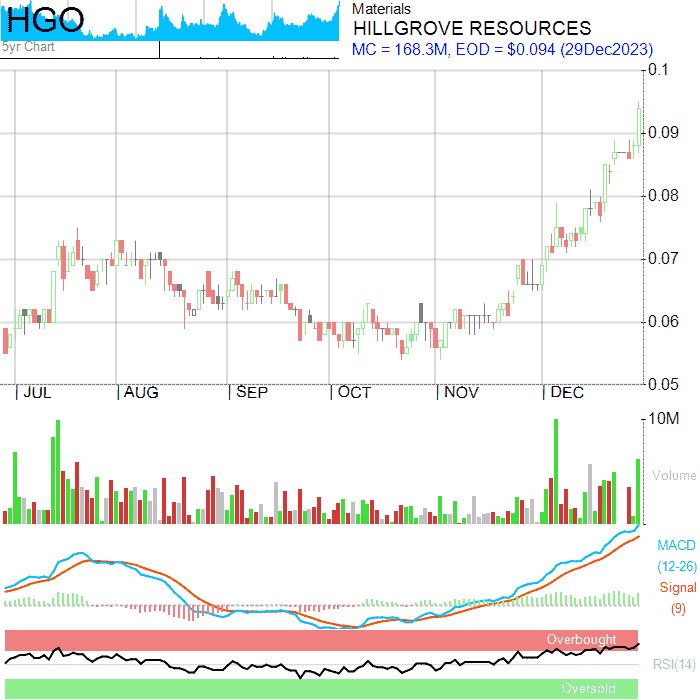 HGO
5yr Chart
Materials
HILLGROVE RESOURCES
MC = 168.3M, EOD = $0.094 (29Dec2023)
0.1
0.09
0.08
0.07
0.06
0.05
JUL AUG SEP OCT NOV DEC
10M
Volume
MACD
(12-26)
Signal
(9)
Overbought
RSI(14)
Oversold